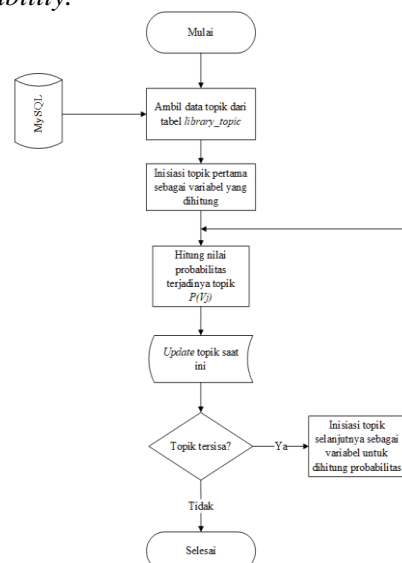 Mulai
MySQL
Ambil data topik dari
tabel library_topic
Inisiasi topik pertama
sebagai variabel yang
dihitung
Hitung nilai
probabilitas
terjadinya topik
P(Vj)
Update topik saat
ini
Topik tersisa?
Ya
Inisiasi topik
selanjutnya sebagai
variabel untuk
dihitung probabilitas
Tidak
Selesai